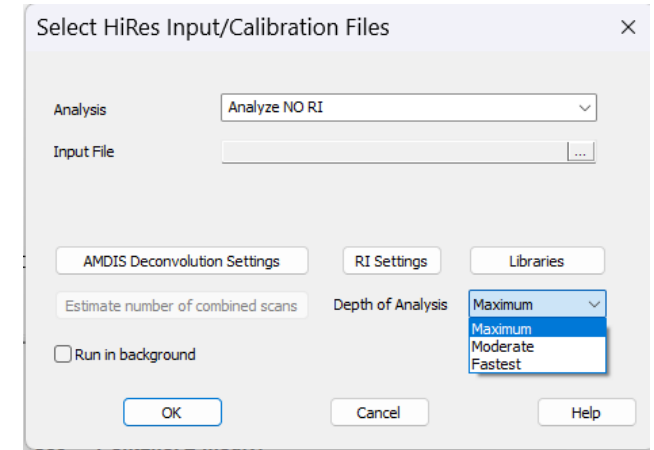 Select HiRes Input/Calibration Files
Analysis
Analyze NO RI
Input File
...
AMDIS Deconvolution Settings
RI Settings
Libraries
Estimate number of combined scans
Depth of Analysis
Maximum
Maximum
Moderate
Fastest
Run in background
OK
Cancel
Help